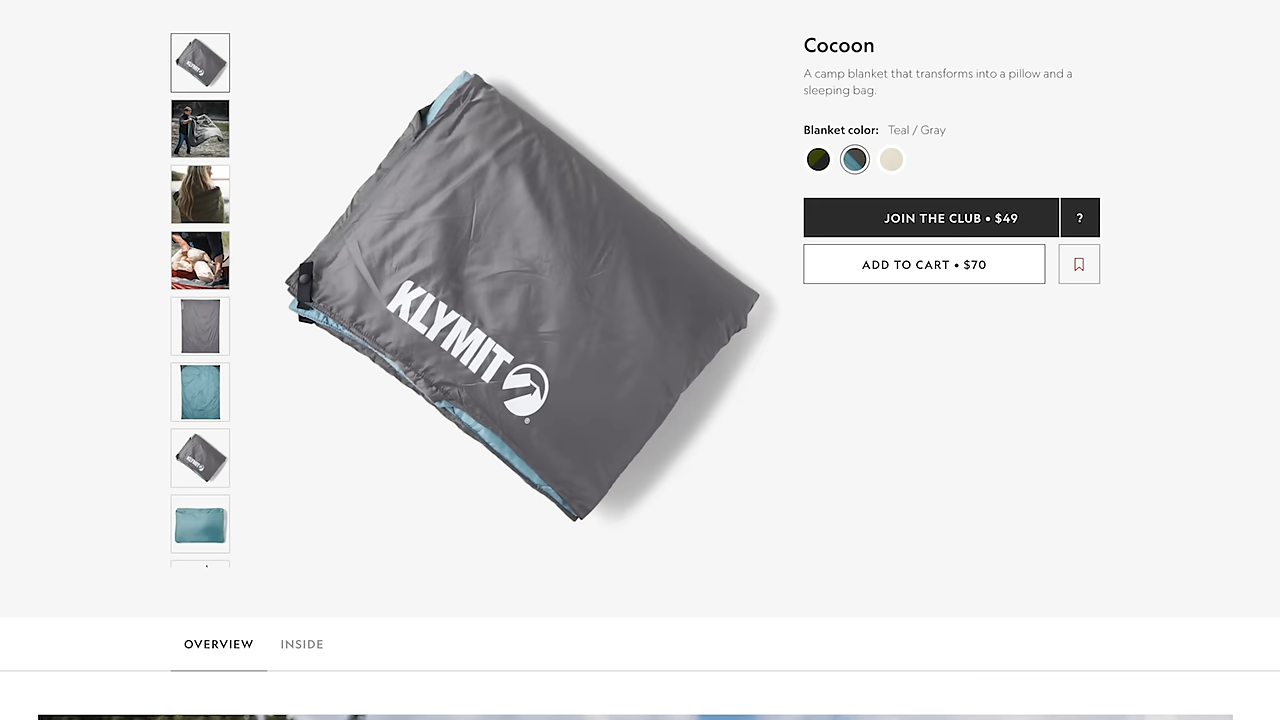 Cocoon
A camp blanket that transforms into a pillow and a
sleeping bag.
Blanket color: Teal / Gray
JOIN THE CLUB • $49 ?
ADD TO CART • $70
KLYMIT
®
OVERVIEW INSIDE